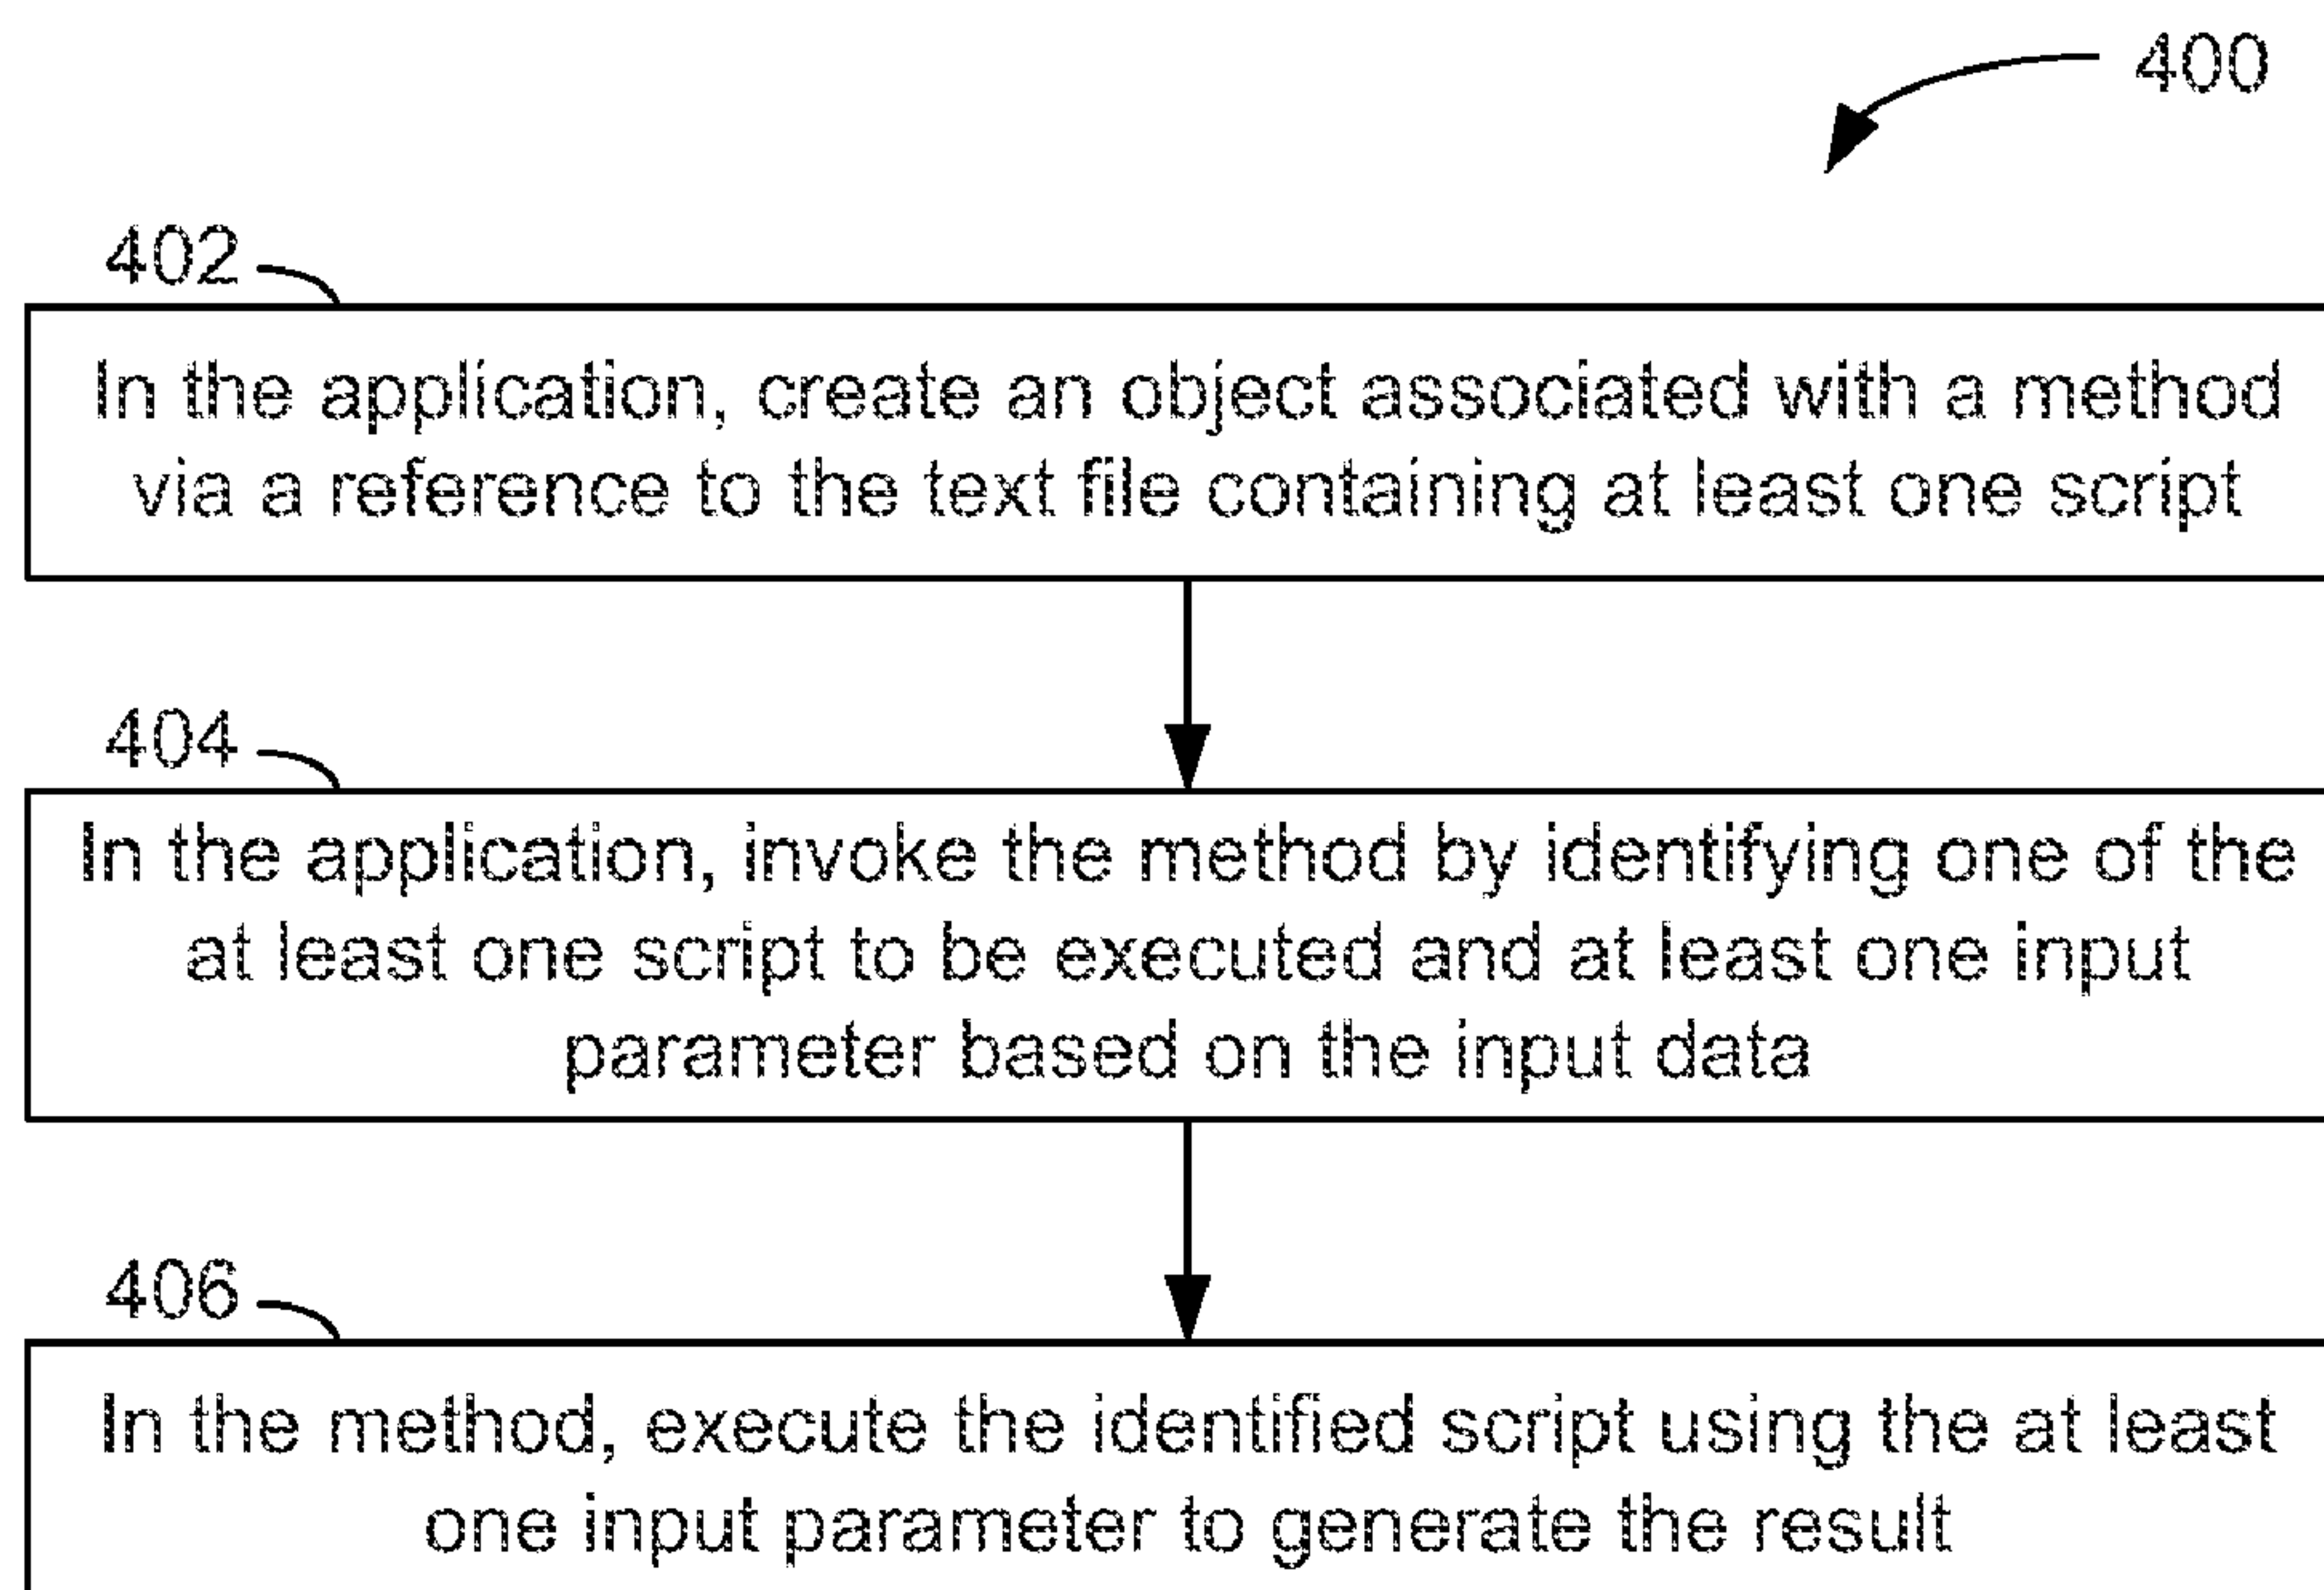 400
402
In the application, create an object associated with a method
via a reference to the text file containing at least one script
404
In the application, invoke the method by identifying one of the
at least one script to be executed and at least one input
parameter based on the input data
406
In the method, execute the identified script using the at least
one input parameter to generate the result